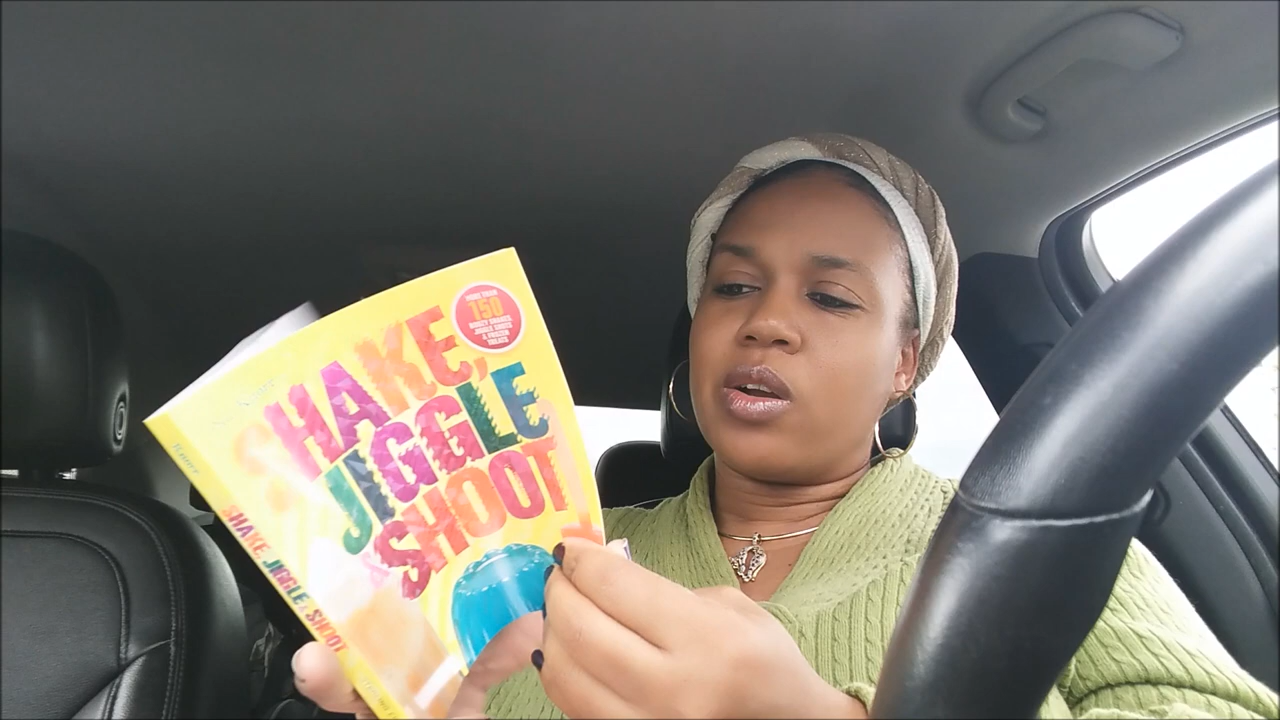 MORE THAN
150
BOOZY SHAKES,
JIGGLE SHOTS
& FROZEN
TREATS
SHAKE,
JIGGLE
& SHOOT
SHAKE, JIGGLE & SHOOT